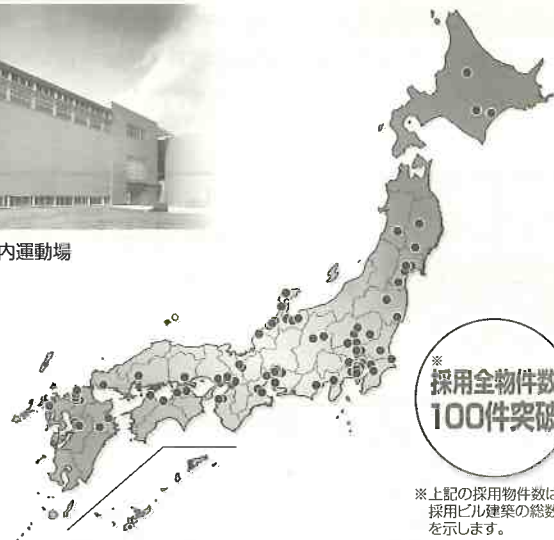 内運動場
※
採用全物件数
100件突破
※上記の採用物件数は
採用ビル建築の総数
を示します。